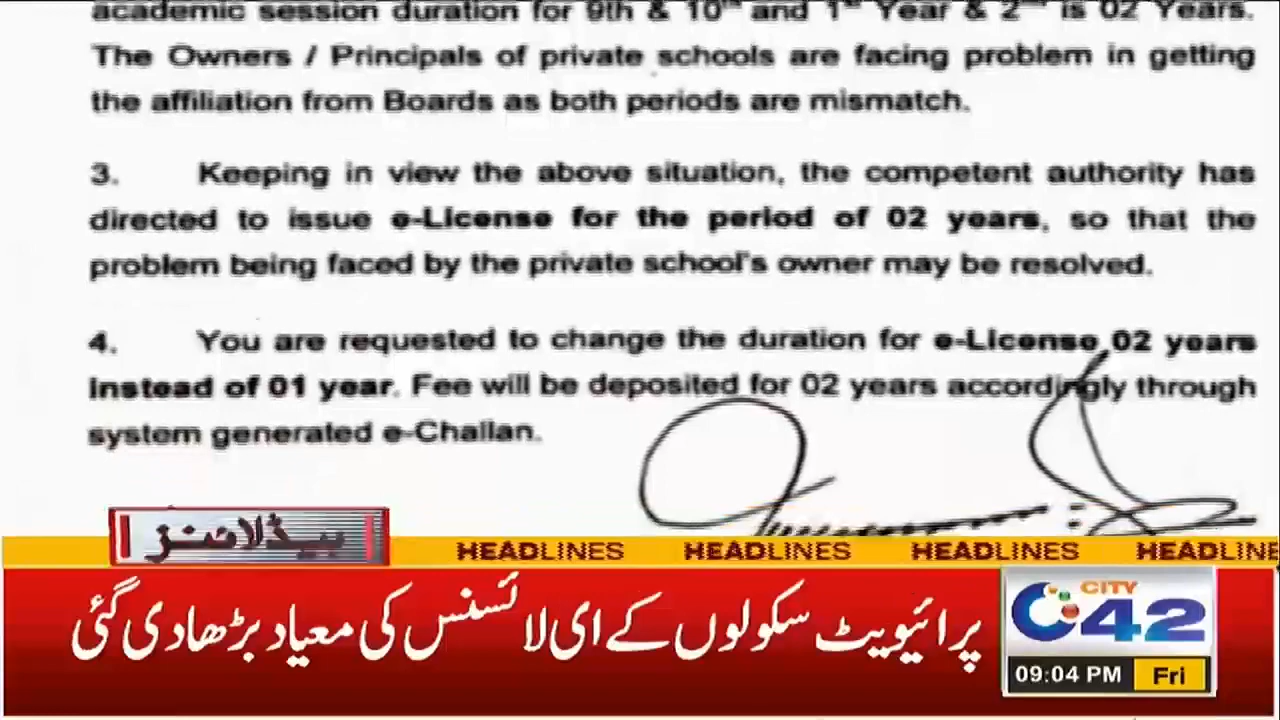 academic session duration for 9th & 10th and 1st Year & 2nd is 02 Years.
The Owners / Principals of private schools are facing problem in getting
the affiliation from Boards as both periods are mismatch.
3. Keeping in view the above situation, the competent authority has
directed to issue e-License for the period of 02 years, so that the
problem being faced by the private school's owner may be resolved.
4. You are requested to change the duration for e-License 02 years
instead of 01 year. Fee will be deposited for 02 years accordingly through
system generated e-Challan.
ہیڈلائنز
HEADLINES HEADLINES HEADLINES HEADLINE
پرائیویٹ سکولوں کے ای لائسنس کی معیاد بڑھا دی گئی
CITY
42
09:04 PM Fri